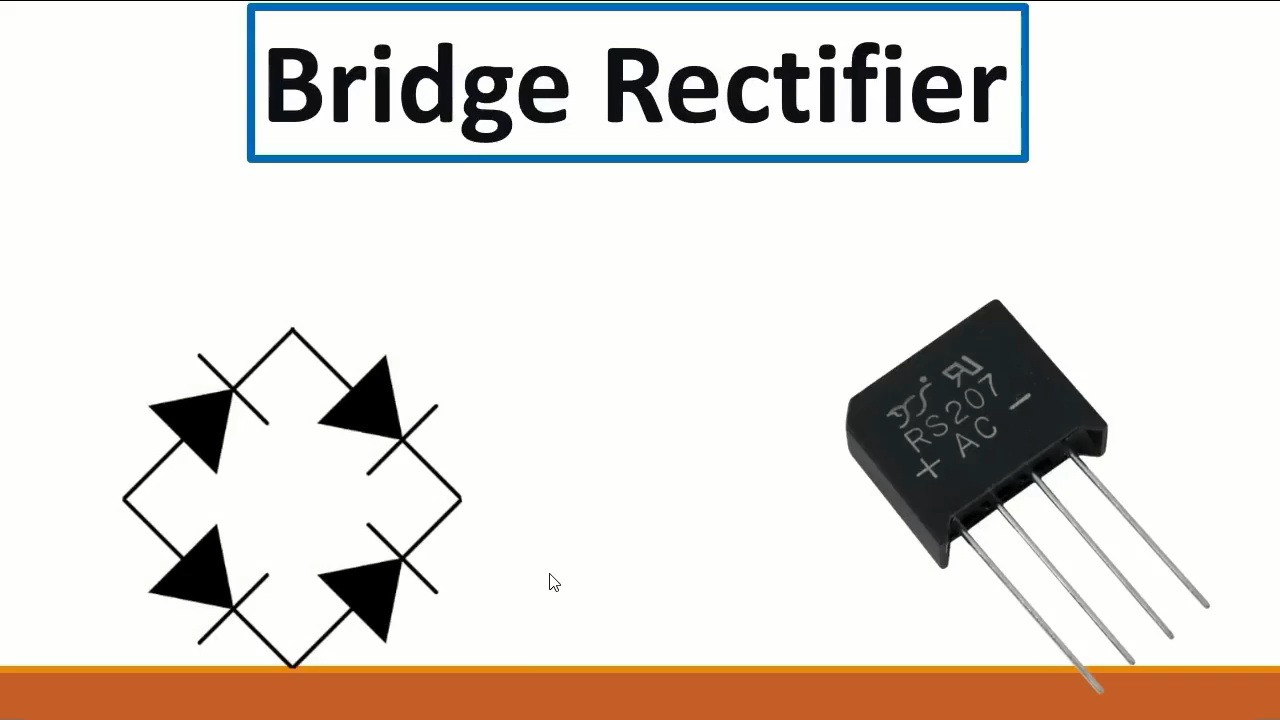 Bridge Rectifier
RS207
+ AC −